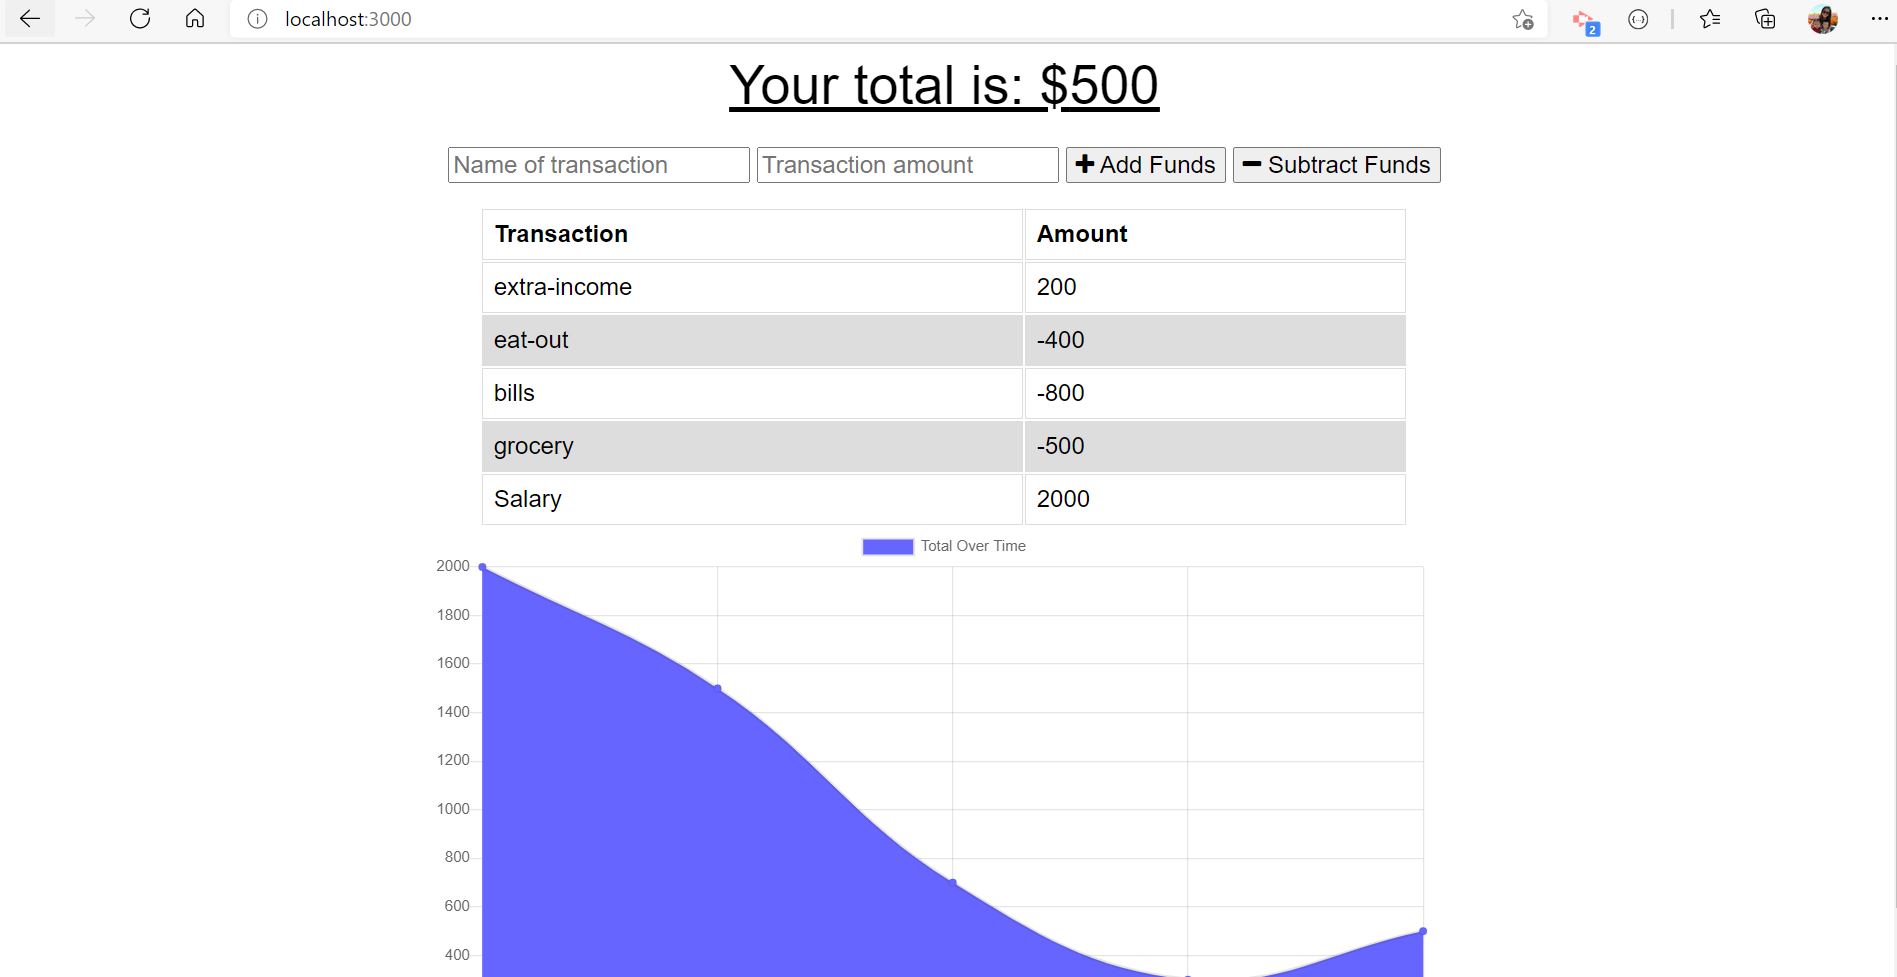 localhost:3000
2
Your total is: $500
Name of transaction Transaction amount Add Funds Subtract Funds
Transaction Amount
extra-income 200
eat-out -400
bills -800
grocery -500
Salary 2000
Total Over Time
2000
1800
1600
1400
1200
1000
800
600
400